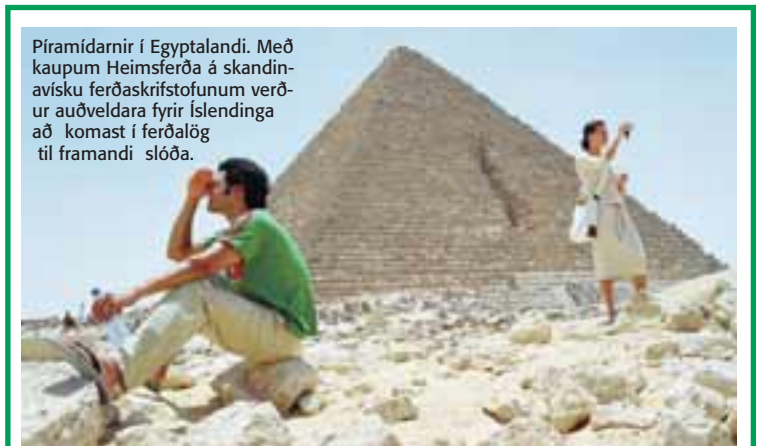 Píramídarnir í Egyptalandi. Með
kaupum Heimsferða á skandin-
avísku ferðaskrifstofunum verð-
ur auðveldara fyrir Íslendinga
að komast í ferðalög
til framandi slóða.